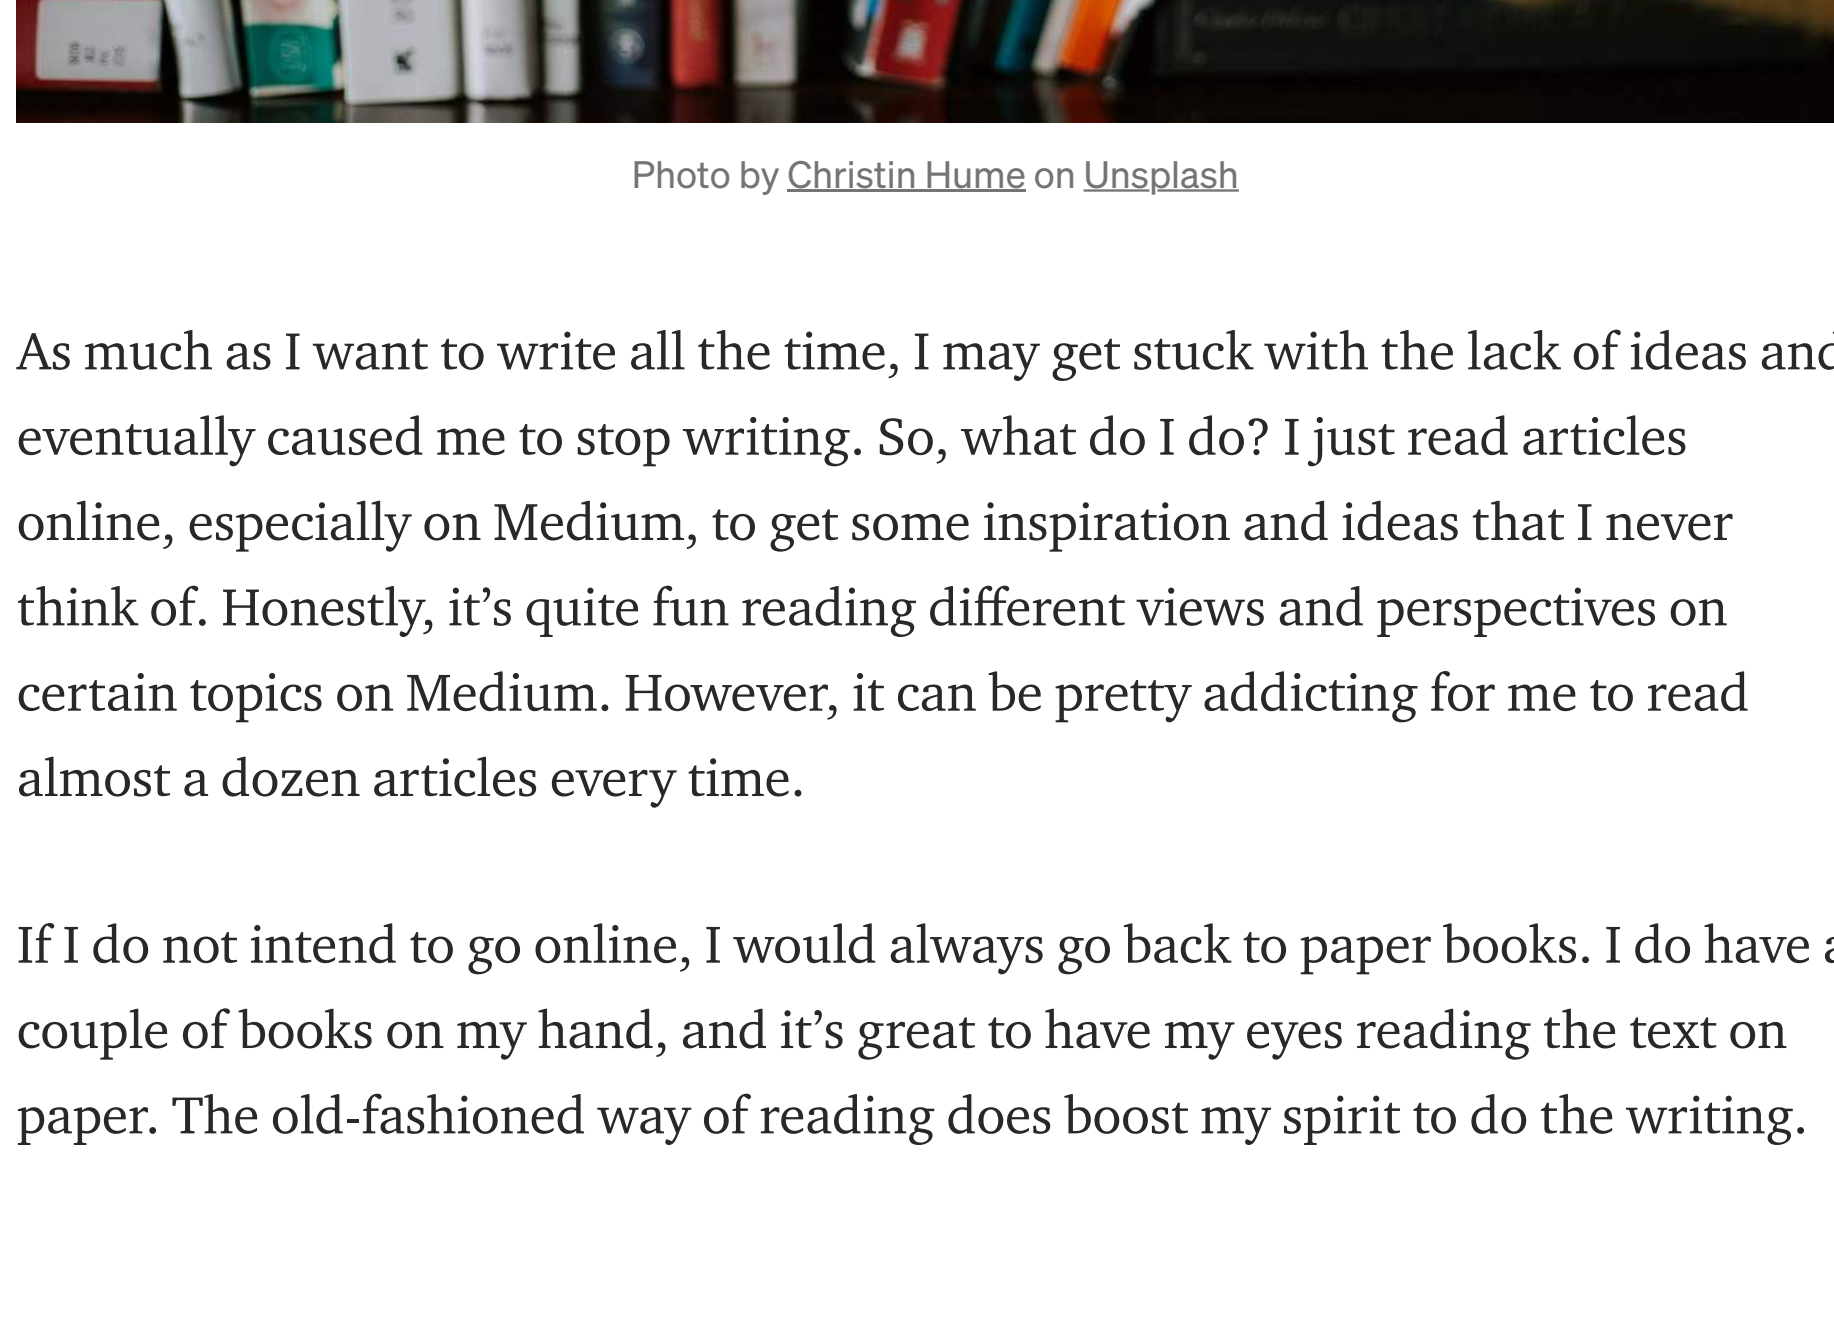 Photo by Christin Hume on Unsplash
As much as I want to write all the time, I may get stuck with the lack of ideas and
eventually caused me to stop writing. So, what do I do? I just read articles
online, especially on Medium, to get some inspiration and ideas that I never
think of. Honestly, it’s quite fun reading different views and perspectives on
certain topics on Medium. However, it can be pretty addicting for me to read
almost a dozen articles every time.
If I do not intend to go online, I would always go back to paper books. I do have a
couple of books on my hand, and it’s great to have my eyes reading the text on
paper. The old-fashioned way of reading does boost my spirit to do the writing.